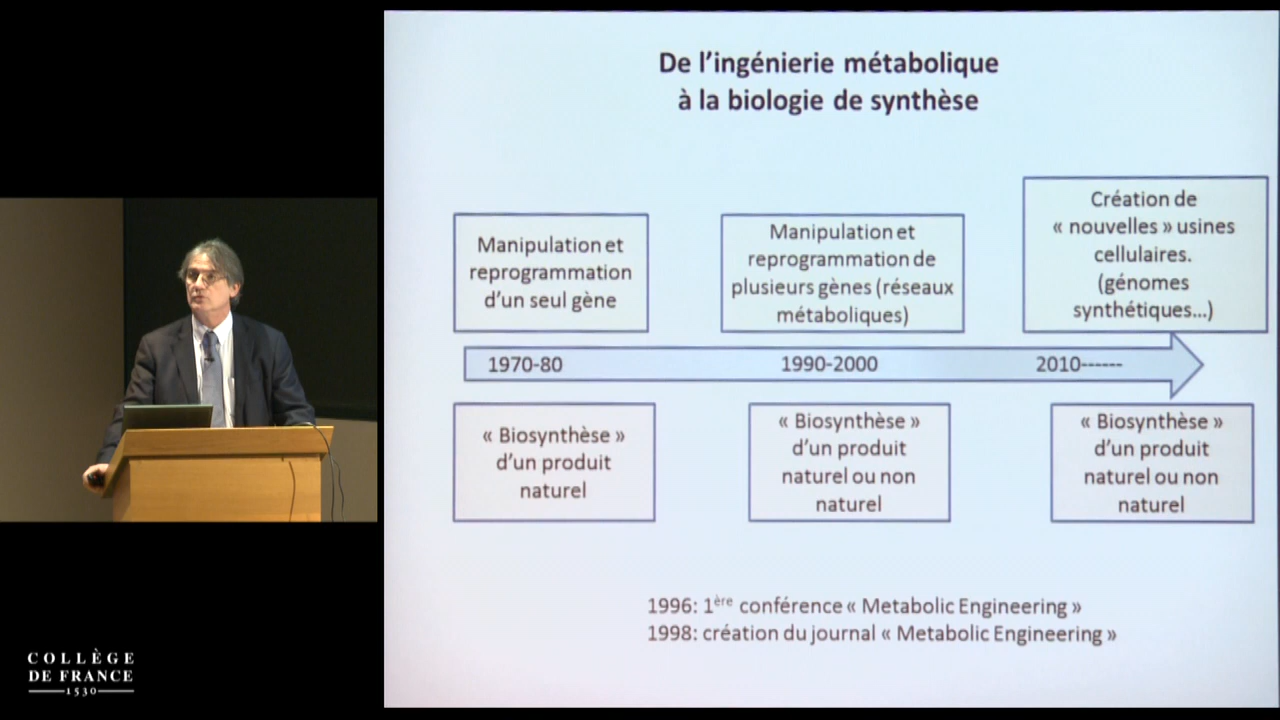 De l'ingénierie métabolique
à la biologie de synthèse
Manipulation et
reprogrammation
d'un seul gène
Manipulation et
reprogrammation de
plusieurs gènes (réseaux
métaboliques)
Création de
« nouvelles » usines
cellulaires.
(génomes
synthétiques...)
1970-80
1990-2000
2010------
« Biosynthèse »
d'un produit
naturel
« Biosynthèse »
d'un produit
naturel ou non
naturel
« Biosynthèse »
d'un produit
naturel ou non
naturel
1996: 1ère conférence « Metabolic Engineering »
1998: création du journal « Metabolic Engineering »
COLLÈGE
DE FRANCE
1530